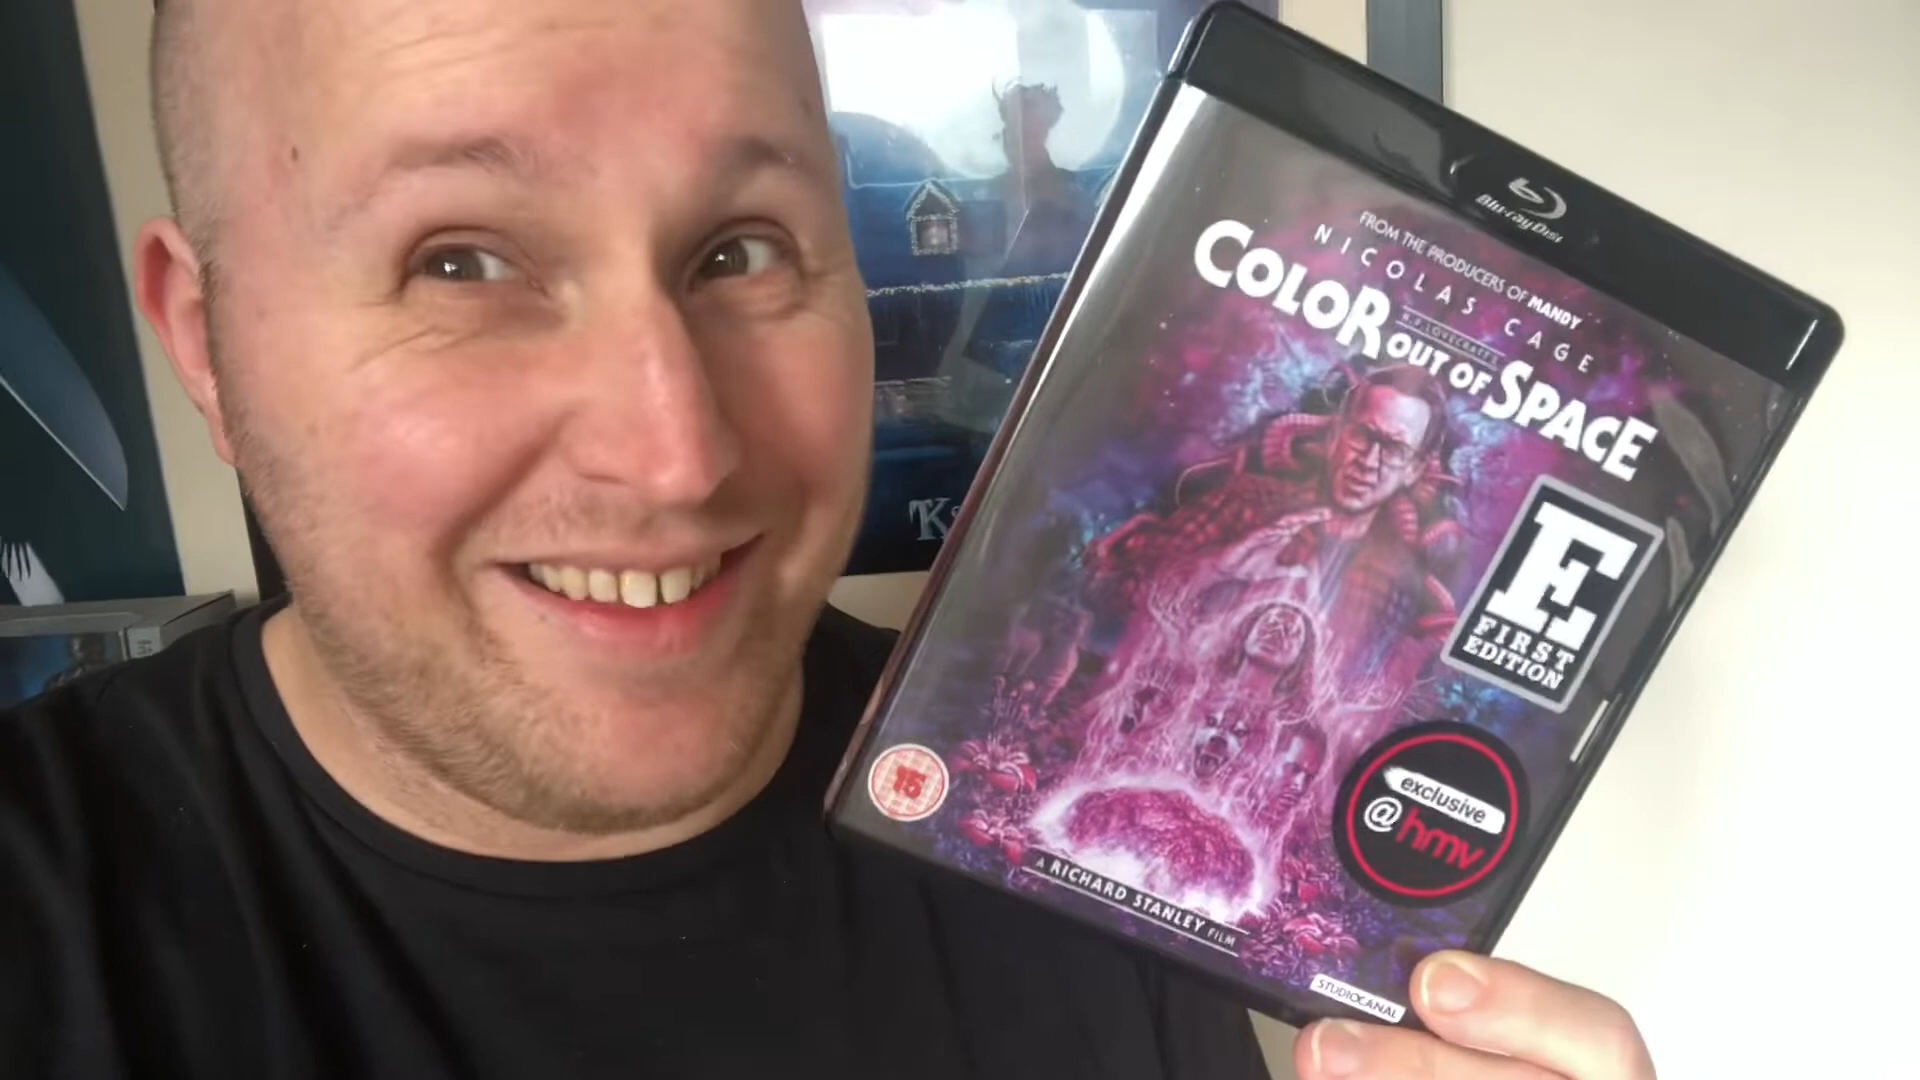 Blu-ray Disc
FROM THE PRODUCERS OF MANDY
NICOLAS CAGE
COLOR
H.P. LOVECRAFT'S
OUT OF SPACE
E
FIRST
EDITION
15
exclusive
@hmv
A RICHARD STANLEY FILM
STUDIOCANAL